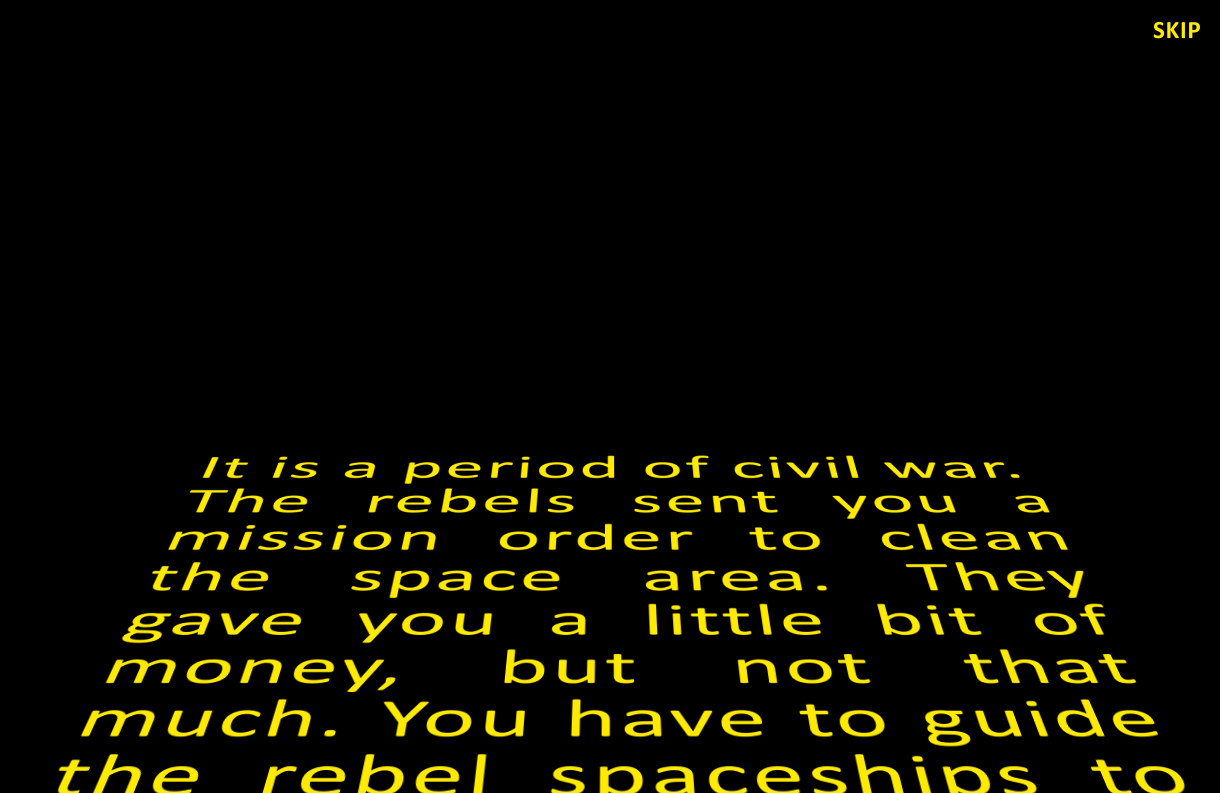 SKIP
It is a period of civil war.
The rebels sent you a
mission order to clean
the space area. They
gave you a little bit of
money, but not that
much. You have to guide
the rebel spaceships to